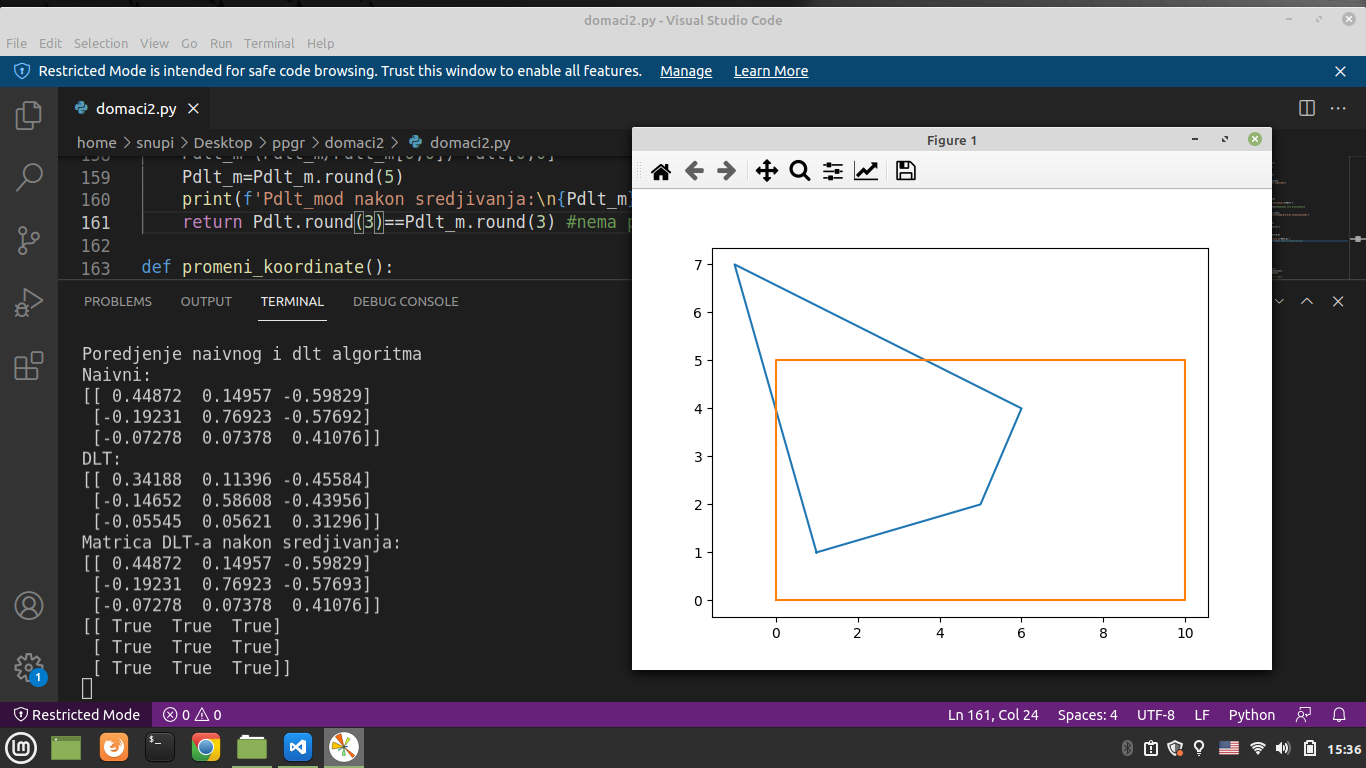 domaci2.py - Visual Studio Code
File Edit Selection View Go Run Terminal Help
Restricted Mode is intended for safe code browsing. Trust this window to enable all features. Manage Learn More
domaci2.py
home > snupi > Desktop > ppgr > domaci2 > domaci2.py
159 Pdlt_m=Pdlt_m.round(5)
160 print(f'Pdlt_mod nakon sredjivanja:\n{Pdlt_m}
161 return Pdlt.round(3)==Pdlt_m.round(3) #nema
162
163 def promeni_koordinate():
PROBLEMS OUTPUT TERMINAL DEBUG CONSOLE
Poredjenje naivnog i dlt algoritma
Naivni:
[[ 0.44872 0.14957 -0.59829]
[-0.19231 0.76923 -0.57692]
[-0.07278 0.07378 0.41076]]
DLT:
[[ 0.34188 0.11396 -0.45584]
[-0.14652 0.58608 -0.43956]
[-0.05545 0.05621 0.31296]]
Matrica DLT-a nakon sredjivanja:
[[ 0.44872 0.14957 -0.59829]
[-0.19231 0.76923 -0.57693]
[-0.07278 0.07378 0.41076]]
[[ True True True]
[ True True True]
[ True True True]]
Figure 1
7
6
5
4
3
2
1
0
0 2 4 6 8 10
1
Restricted Mode 0 0 Ln 161, Col 24 Spaces: 4 UTF-8 LF Python
15:36